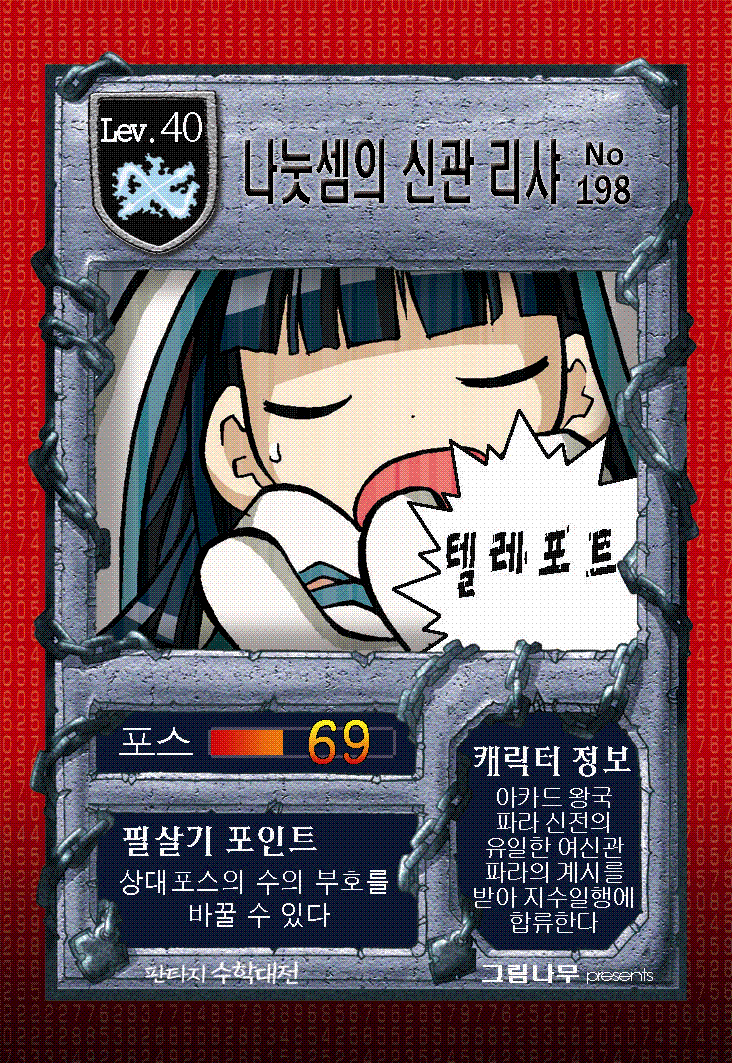 Lev. 40
나눗셈의 신관 리샤
No
198
텔레포트
포스 69
필살기 포인트
상대포스의 수의 부호를
바꿀 수 있다
캐릭터 정보
아카드 왕국
파라 신전의
유일한 여신관
파라의 계시를
받아 지수일행에
합류한다
판타지 수학대전
그림나무 presents